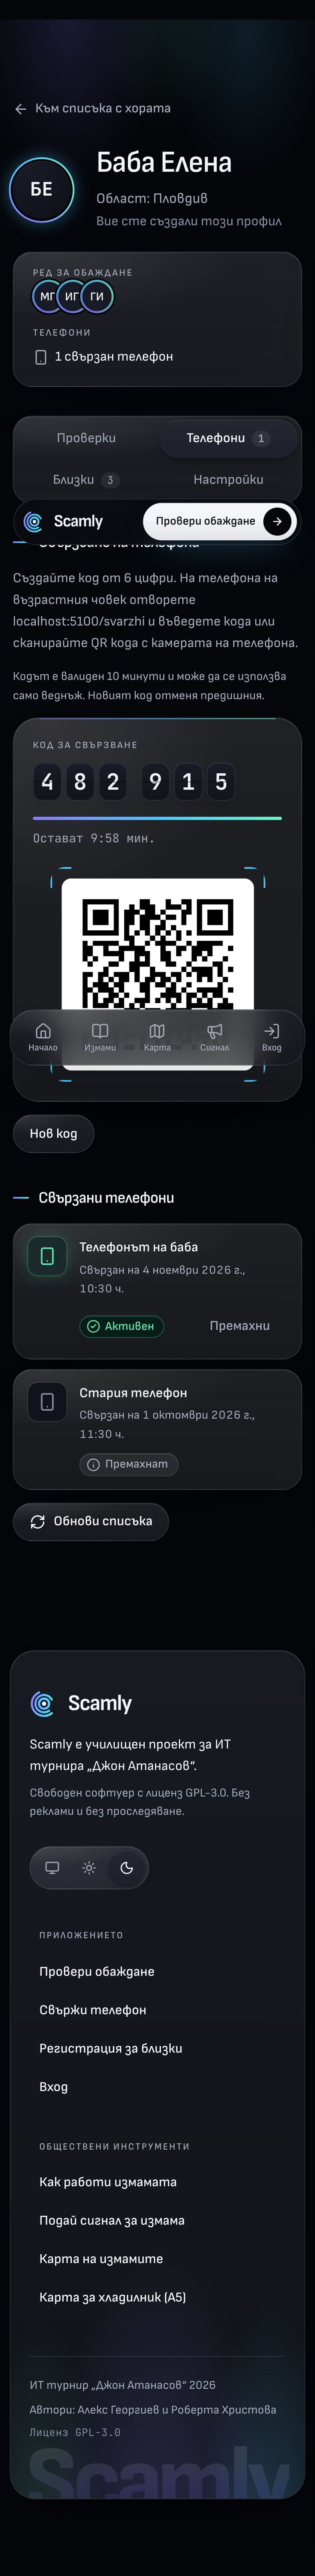 Към списъка с хората
БЕ
Баба Елена
Област: Пловдив
Вие сте създали този профил
РЕД ЗА ОБАЖДАНЕ
МГ ИГ ГИ
ТЕЛЕФОНИ
1 свързан телефон
Проверки
Телефони 1
Близки 3
Настройки
Scamly
Провери обаждане
Създайте код от 6 цифри. На телефона на
възрастния човек отворете
localhost:5100/svarzhi и въведете кода или
сканирайте QR кода с камерата на телефона.
Кодът е валиден 10 минути и може да се използва
само веднъж. Новият код отменя предишния.
КОД ЗА СВЪРЗВАНЕ
4 8 2 9 1 5
Остават 9:58 мин.
Начало
Измами
Карта
Сигнал
Вход
Нов код
Свързани телефони
Телефонът на баба
Свързан на 4 ноември 2026 г.,
10:30 ч.
Активен
Премахни
Стария телефон
Свързан на 1 октомври 2026 г.,
11:30 ч.
Премахнат
Обнови списъка
Scamly
Scamly е училищен проект за ИТ
турнира „Джон Атанасов“.
Свободен софтуер с лиценз GPL-3.0. Без
реклами и без проследяване.
ПРИЛОЖЕНИЕТО
Провери обаждане
Свържи телефон
Регистрация за близки
Вход
ОБЩЕСТВЕНИ ИНСТРУМЕНТИ
Как работи измамата
Подай сигнал за измама
Карта на измамите
Карта за хладилник (А5)
ИТ турнир „Джон Атанасов“ 2026
Автори: Алекс Георгиев и Роберта Христова
Лиценз GPL-3.0
Scamly